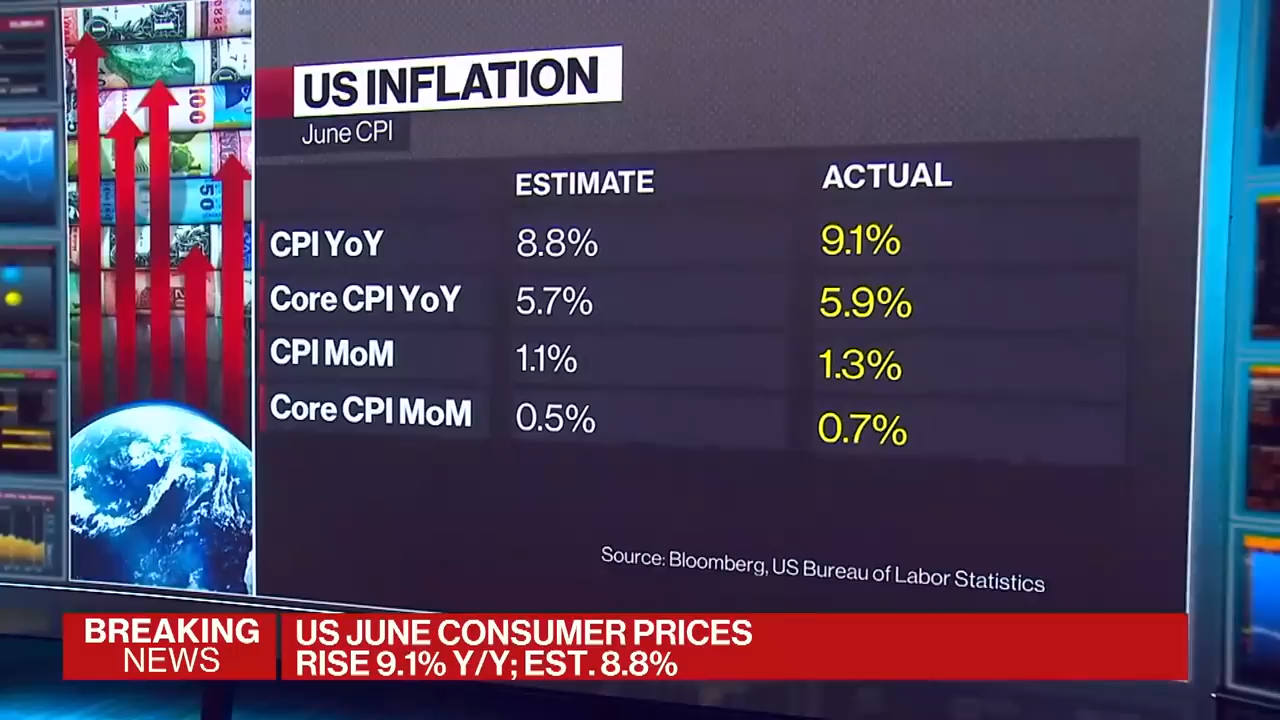 US INFLATION
June CPI
ESTIMATE ACTUAL
CPI YoY 8.8% 9.1%
Core CPI YoY 5.7% 5.9%
CPI MoM 1.1% 1.3%
Core CPI MoM 0.5% 0.7%
Source: Bloomberg, US Bureau of Labor Statistics
BREAKING
NEWS
US JUNE CONSUMER PRICES
RISE 9.1% Y/Y; EST. 8.8%
100
50